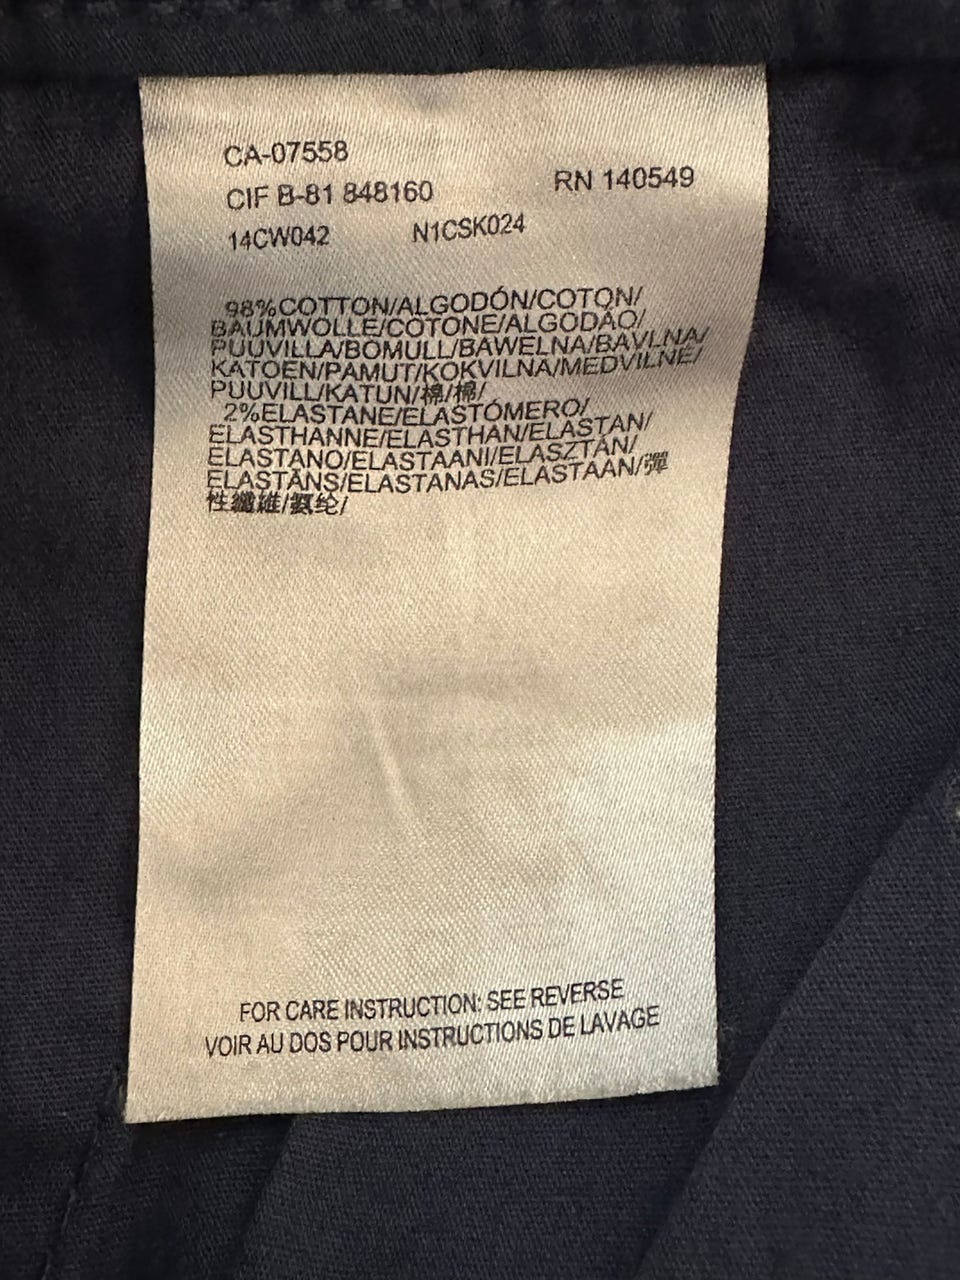 CA-07558
CIF B-81 848160 RN 140549
14CW042 N1CSK024
98%COTTON/ALGODÓN/COTON/
BAUMWOLLE/COTONE/ALGODÃO/
PUUVILLA/BOMULL/BAWEŁNA/BAVLNA/
KATOEN/PAMUT/KOKVILNA/MEDVILNĖ/
PUUVILL/KATUN/棉/棉/
2%ELASTANE/ELASTÓMERO/
ELASTHANNE/ELASTHAN/ELASTAN/
ELASTANO/ELASTAANI/ELASZTÁN/
ELASTĀNS/ELASTANAS/ELASTAAN/彈
性纖維/氨纶/
FOR CARE INSTRUCTION: SEE REVERSE
VOIR AU DOS POUR INSTRUCTIONS DE LAVAGE